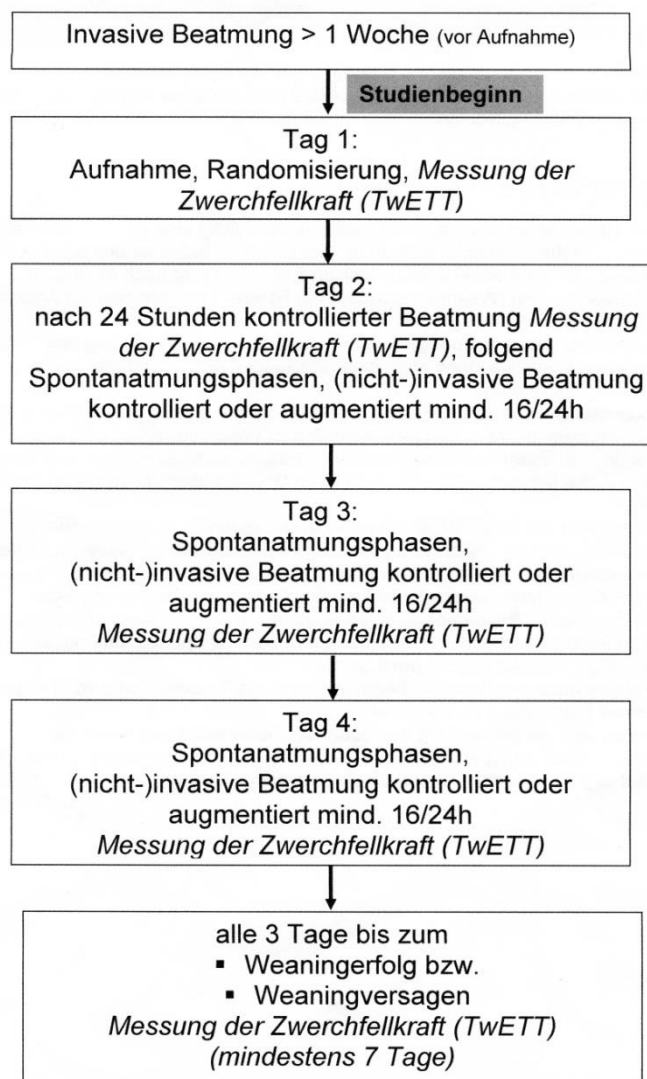 Invasive Beatmung > 1 Woche (vor Aufnahme)
Studienbeginn
Tag 1:
Aufnahme, Randomisierung, Messung der
Zwerchfellkraft (TwETT)
Tag 2:
nach 24 Stunden kontrollierter Beatmung Messung
der Zwerchfellkraft (TwETT), folgend
Spontanatmungsphasen, (nicht-)invasive Beatmung
kontrolliert oder augmentiert mind. 16/24h
Tag 3:
Spontanatmungsphasen,
(nicht-)invasive Beatmung kontrolliert oder
augmentiert mind. 16/24h
Messung der Zwerchfellkraft (TwETT)
Tag 4:
Spontanatmungsphasen,
(nicht-)invasive Beatmung kontrolliert oder
augmentiert mind. 16/24h
Messung der Zwerchfellkraft (TwETT)
alle 3 Tage bis zum
▪ Weaningerfolg bzw.
▪ Weaningversagen
Messung der Zwerchfellkraft (TwETT)
(mindestens 7 Tage)